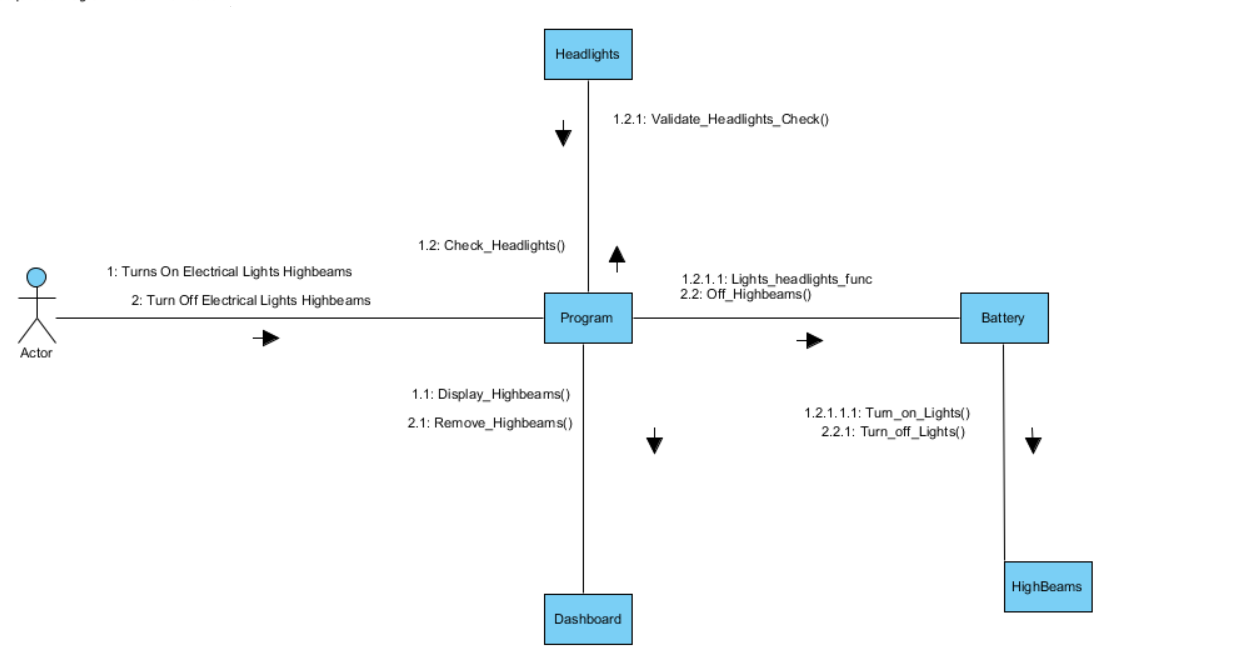 Headlights
1.2.1: Validate_Headlights_Check()
1.2: Check_Headlights()
1: Turns On Electrical Lights Highbeams
2: Turn Off Electrical Lights Highbeams
1.2.1.1: Lights_headlights_func
2.2: Off_Highbeams()
Actor
Program
Battery
1.1: Display_Highbeams()
2.1: Remove_Highbeams()
1.2.1.1.1: Turn_on_Lights()
2.2.1: Turn_off_Lights()
HighBeams
Dashboard